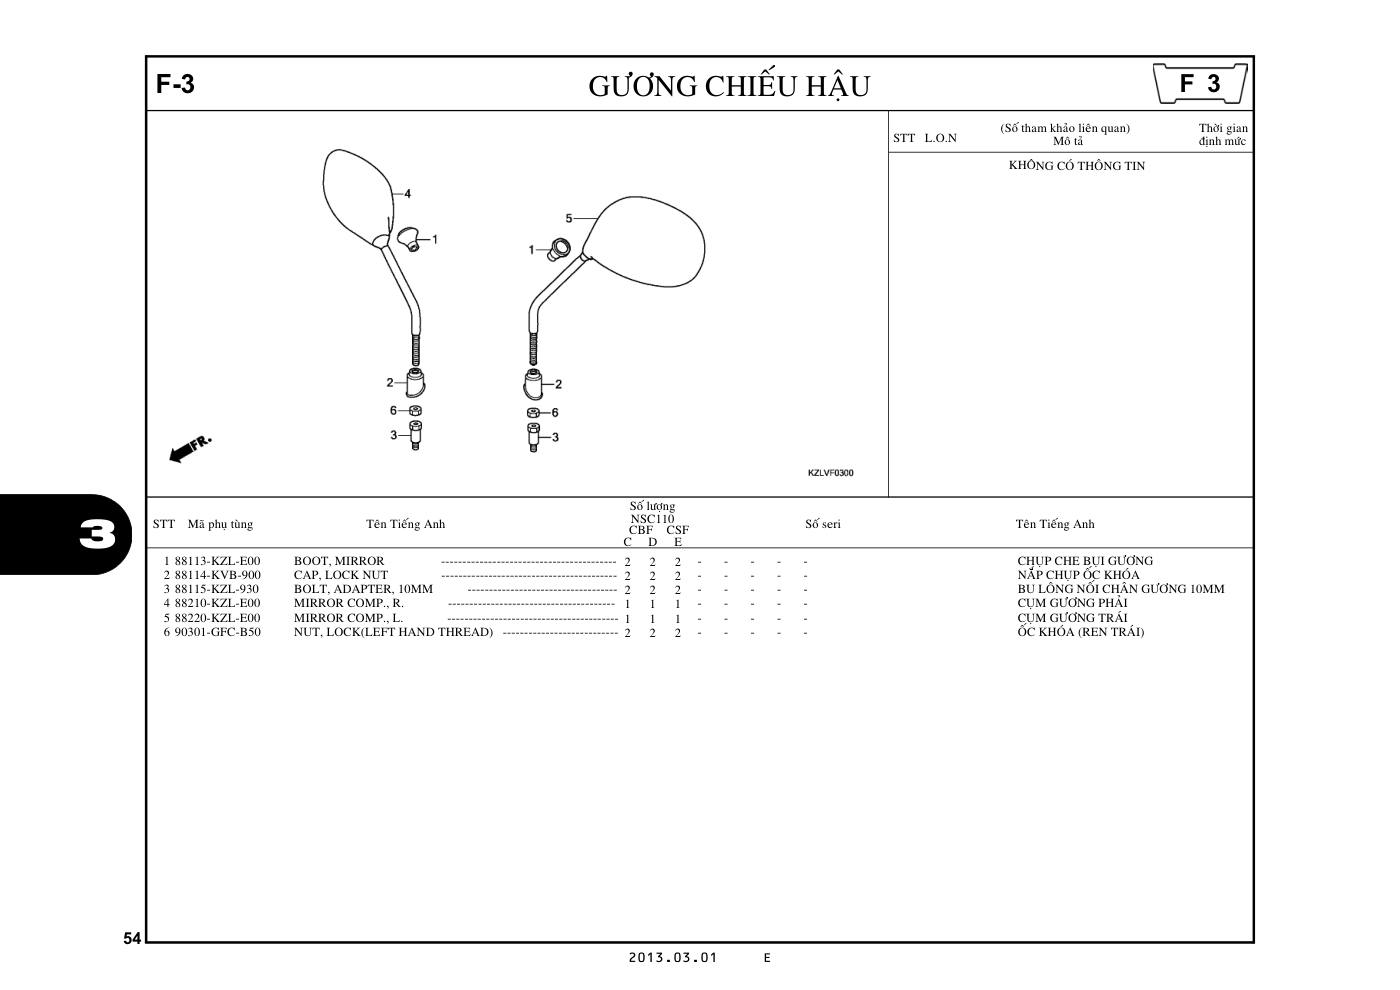 F-3 GƯƠNG CHIẾU HẬU F 3
STT L.O.N (Số tham khảo liên quan) Mô tả Thời gian định mức
KHÔNG CÓ THÔNG TIN
4
5
1
1
2
2
6
6
3
3
FR.
KZLVF0300
3
Số lượng
NSC110
STT Mã phụ tùng Tên Tiếng Anh CBF CSF Số seri Tên Tiếng Anh
C D E
1 88113-KZL-E00 BOOT, MIRROR ---------------------------------------- 2 2 2 - - - - - CHỤP CHE BỤI GƯƠNG
2 88114-KVB-900 CAP, LOCK NUT ---------------------------------------- 2 2 2 - - - - - NẮP CHỤP ỐC KHÓA
3 88115-KZL-930 BOLT, ADAPTER, 10MM ---------------------------------- 2 2 2 - - - - - BU LÔNG NỐI CHÂN GƯƠNG 10MM
4 88210-KZL-E00 MIRROR COMP., R. -------------------------------------- 1 1 1 - - - - - CỤM GƯƠNG PHẢI
5 88220-KZL-E00 MIRROR COMP., L. --------------------------------------- 1 1 1 - - - - - CỤM GƯƠNG TRÁI
6 90301-GFC-B50 NUT, LOCK(LEFT HAND THREAD) --------------------------- 2 2 2 - - - - - ỐC KHÓA (REN TRÁI)
54
2013.03.01 E